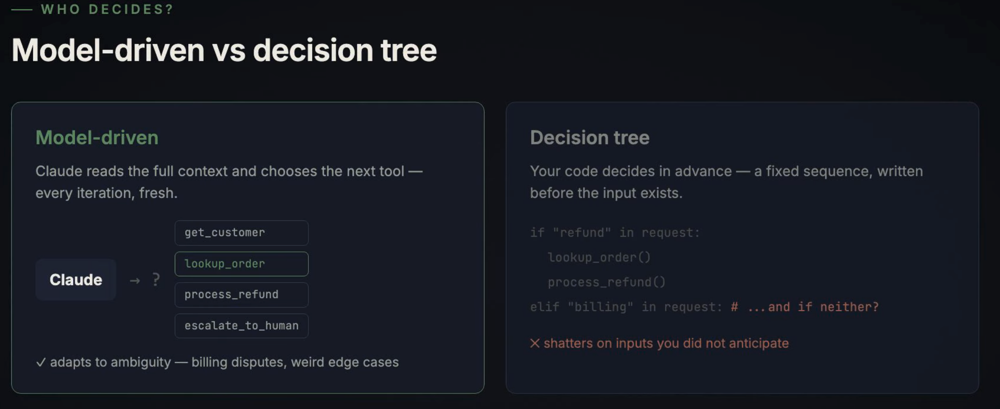 — WHO DECIDES?
Model-driven vs decision tree
Model-driven
Claude reads the full context and chooses the next tool —
every iteration, fresh.
Claude → ?
get_customer
lookup_order
process_refund
escalate_to_human
✓ adapts to ambiguity — billing disputes, weird edge cases
Decision tree
Your code decides in advance — a fixed sequence, written
before the input exists.
if "refund" in request:
lookup_order()
process_refund()
elif "billing" in request: # ...and if neither?
✕ shatters on inputs you did not anticipate